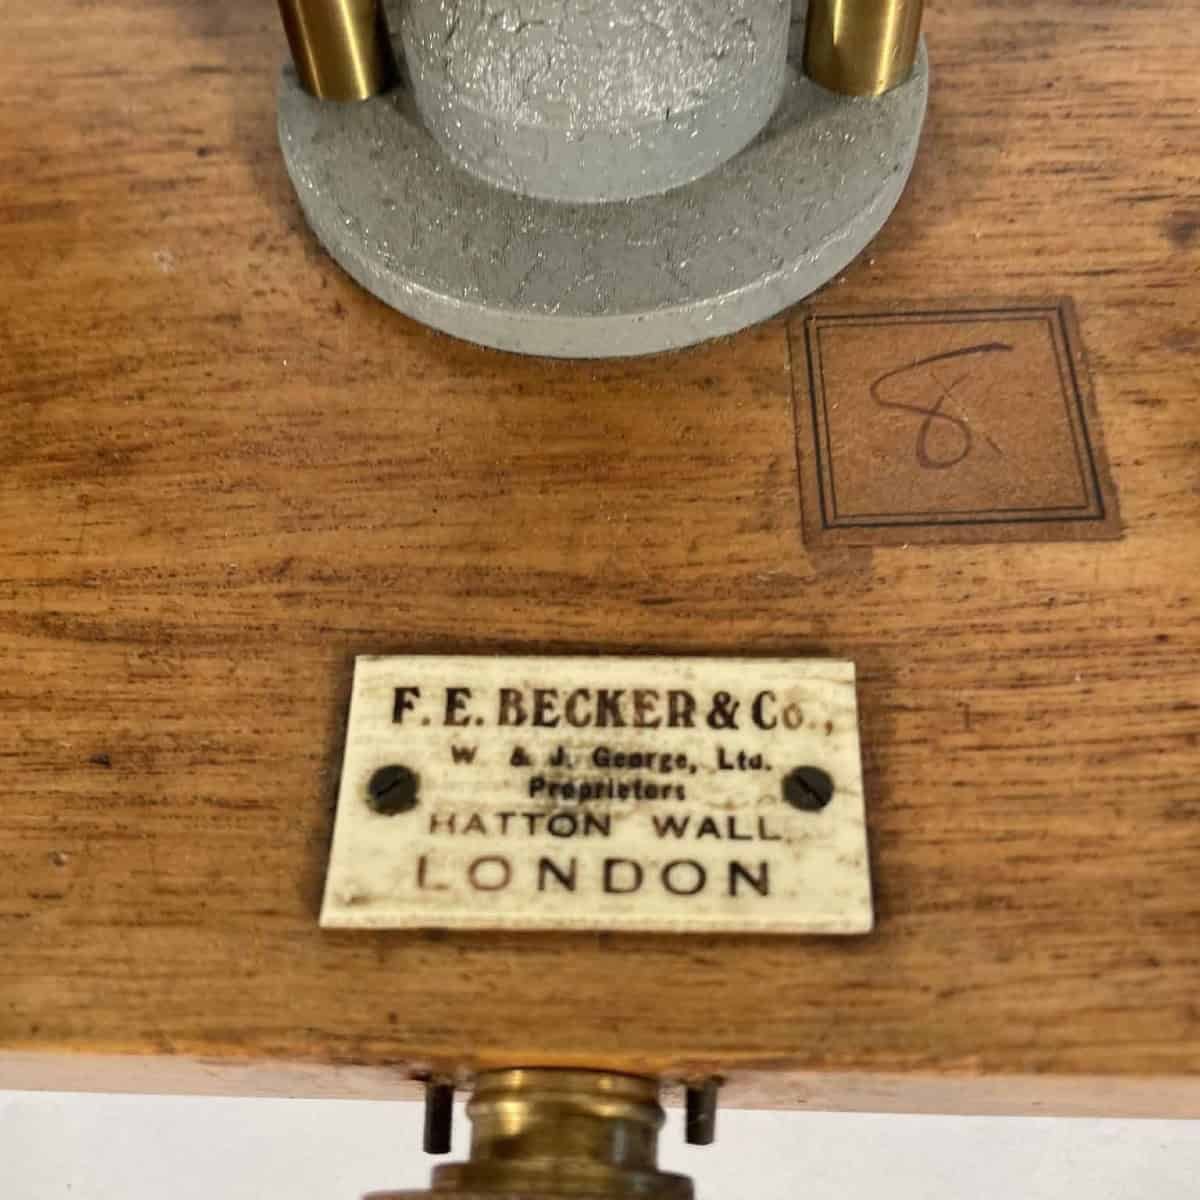 8.
F. E. BECKER & Co.,
W. & J. George, Ltd.
Proprietors
HATTON WALL
LONDON